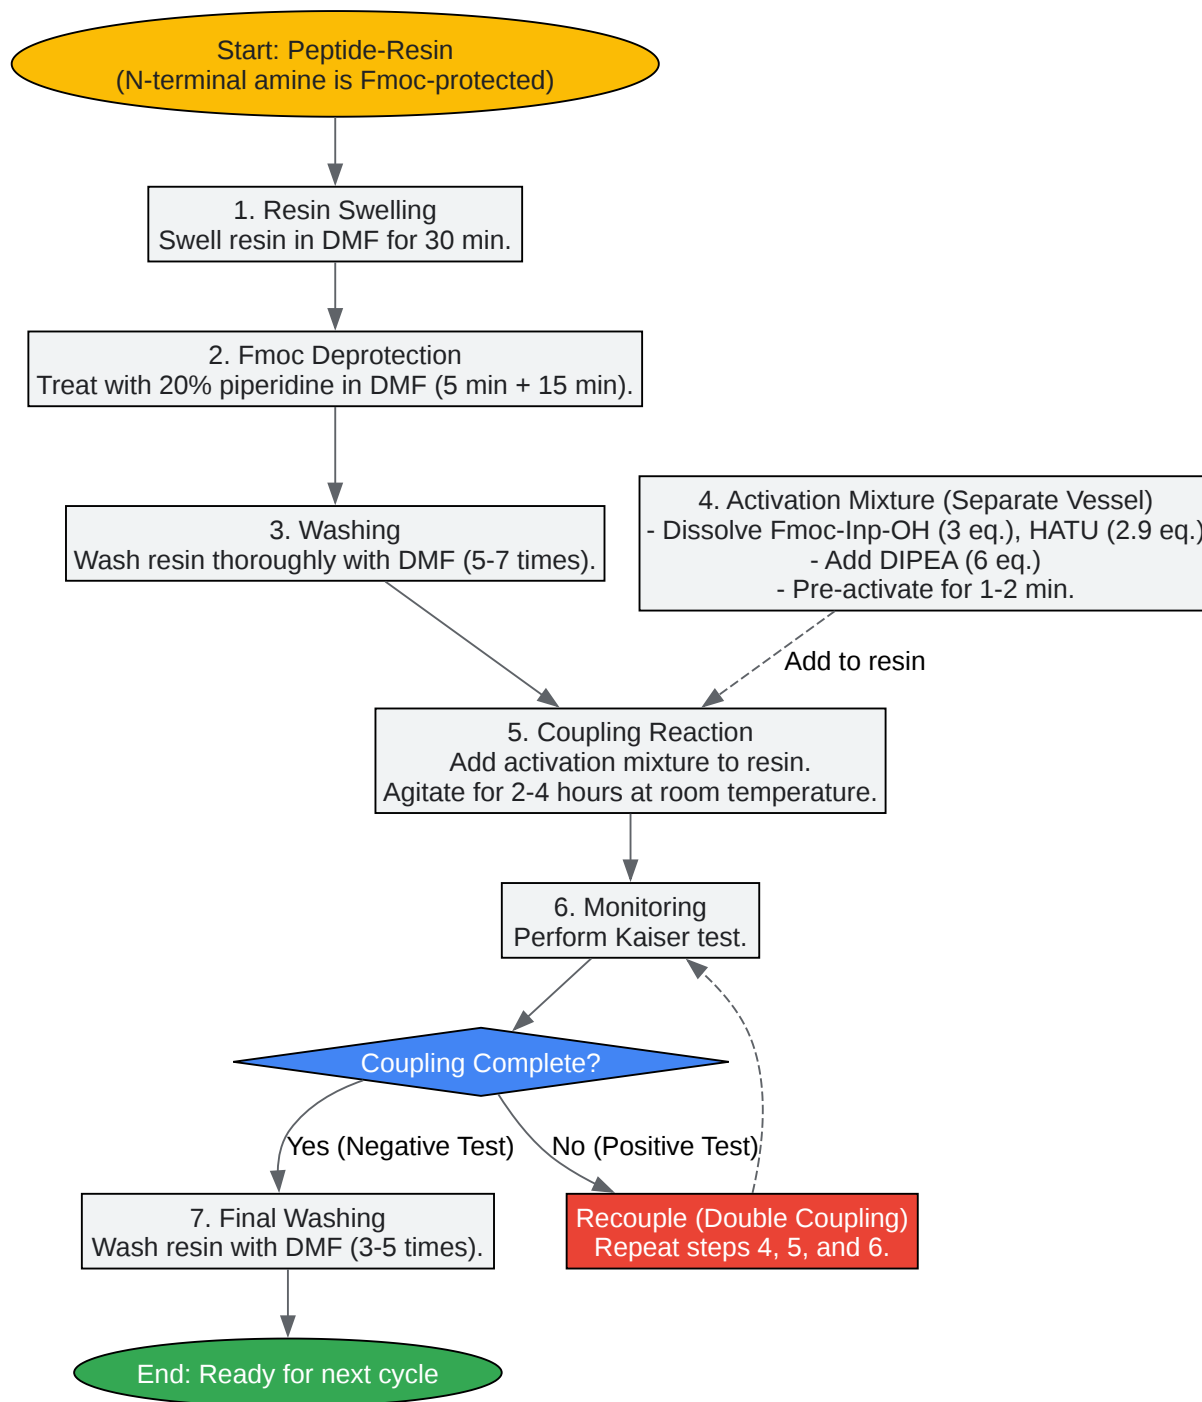 Start: Peptide-Resin
(N-terminal amine is Fmoc-protected)
1. Resin Swelling
Swell resin in DMF for 30 min.
2. Fmoc Deprotection
Treat with 20% piperidine in DMF (5 min + 15 min).
3. Washing
Wash resin thoroughly with DMF (5-7 times).
4. Activation Mixture (Separate Vessel)
- Dissolve Fmoc-Inp-OH (3 eq.), HATU (2.9 eq.)
- Add DIPEA (6 eq.)
- Pre-activate for 1-2 min.
Add to resin
5. Coupling Reaction
Add activation mixture to resin.
Agitate for 2-4 hours at room temperature.
6. Monitoring
Perform Kaiser test.
Coupling Complete?
Yes (Negative Test)
No (Positive Test)
7. Final Washing
Wash resin with DMF (3-5 times).
Recouple (Double Coupling)
Repeat steps 4, 5, and 6.
End: Ready for next cycle